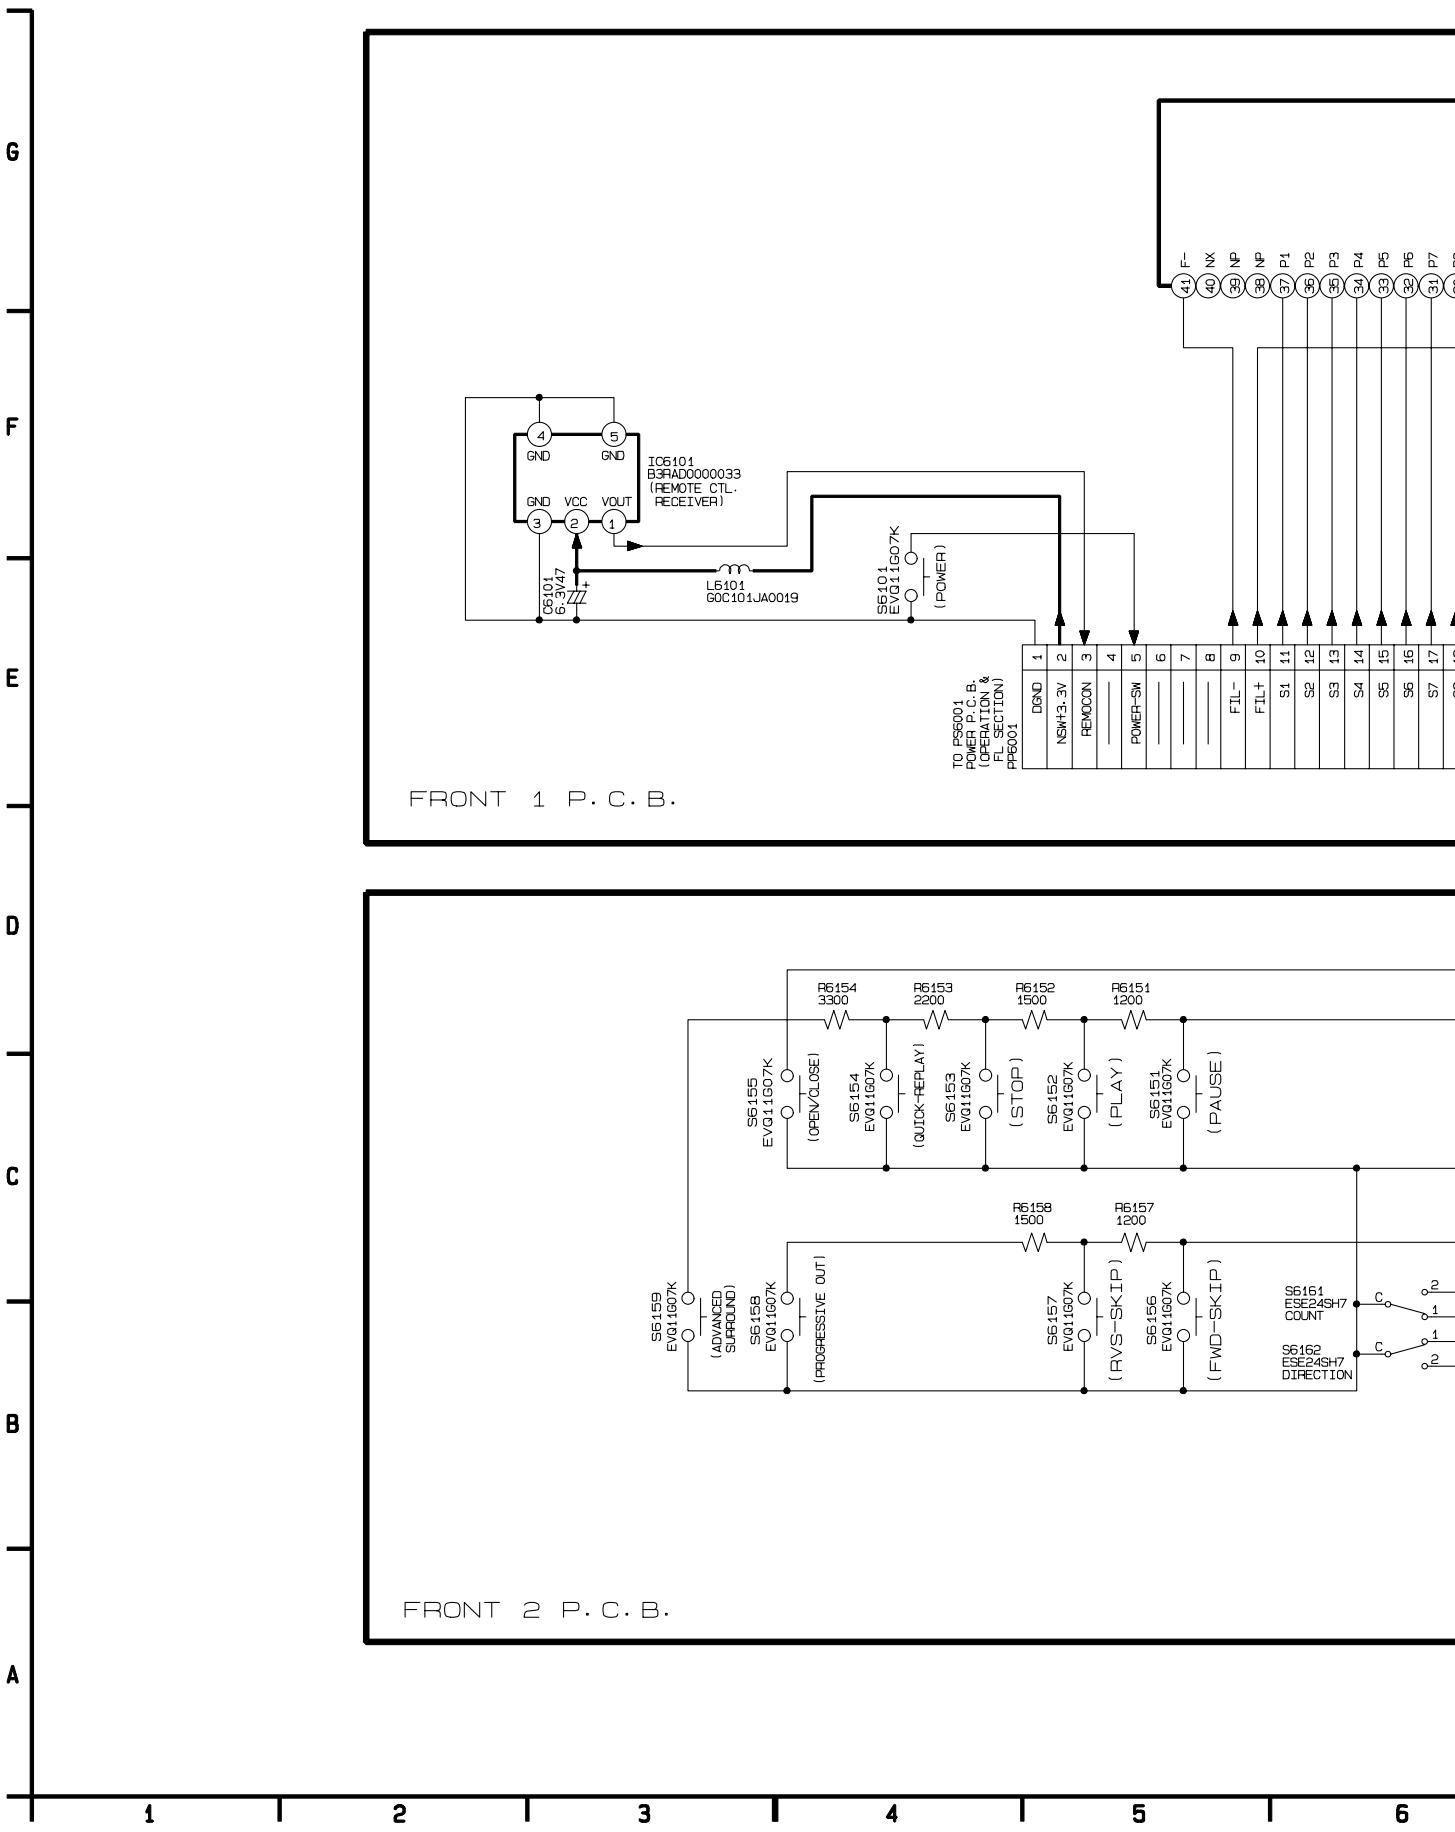 G
F-
NX
NP
NP
P1
P2
P3
P4
P5
P6
P7
41
40
39
38
37
36
35
34
33
32
31
F
4
5
GND
GND
IC6101
B3RAD0000033
(REMOTE CTL.
RECEIVER)
GND
VCC
VOUT
3
2
1
C6101
6.3V47
+
L6101
G0C101JA0019
S6101
EVQ11G07K
(POWER)
E
TO PS6001
POWER P.C.B.
(OPERATION &
FL SECTION)
PP6001
1
2
3
4
5
6
7
8
9
10
11
12
13
14
15
16
17
DGND
NSW+3.3V
REMOCON
POWER-SW
FIL-
FIL+
S1
S2
S3
S4
S5
S6
S7
FRONT 1 P.C.B.
D
R6154
3300
R6153
2200
R6152
1500
R6151
1200
S6155
EVQ11G07K
(OPEN/CLOSE)
S6154
EVQ11G07K
(QUICK-REPLAY)
S6153
EVQ11G07K
(STOP)
S6152
EVQ11G07K
(PLAY)
S6151
EVQ11G07K
(PAUSE)
C
R6158
1500
R6157
1200
S6159
EVQ11G07K
(ADVANCED
SURROUND)
S6158
EVQ11G07K
(PROGRESSIVE OUT)
S6157
EVQ11G07K
(RVS-SKIP)
S6156
EVQ11G07K
(FWD-SKIP)
S6161
ESE24SH7
COUNT
C
2
1
S6162
ESE24SH7
DIRECTION
C
1
2
B
FRONT 2 P.C.B.
A
1
2
3
4
5
6